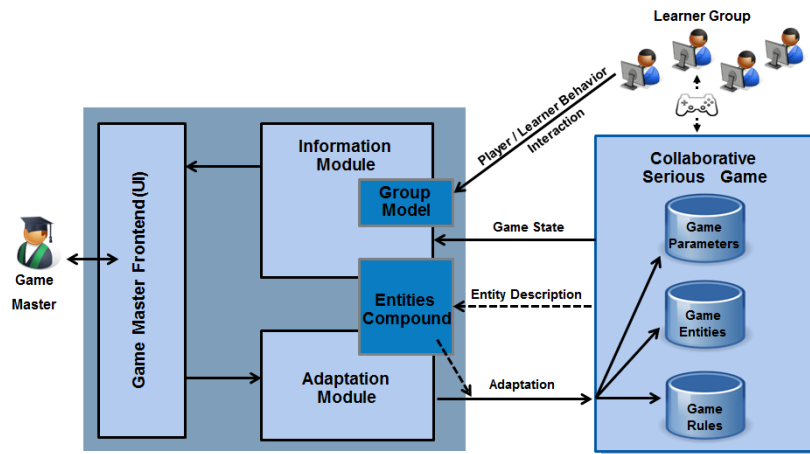 Learner Group
Player / Learner Behavior
Interaction
Information
Module
Group
Model
Collaborative
Serious Game
Game
Parameters
Game State
Game Master Frontend(UI)
Game
Master
Entities
Compound
Entity Description
Game
Entities
Adaptation
Module
Adaptation
Game
Rules